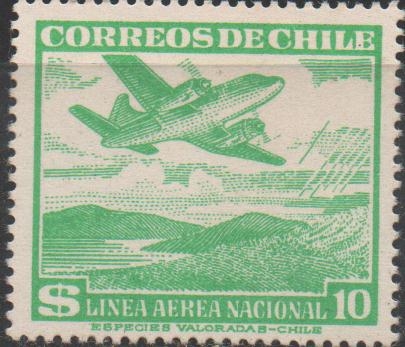 CORREOS DE CHILE
$ LINEA AEREA NACIONAL 10
ESPECIES VALORADAS-CHILE